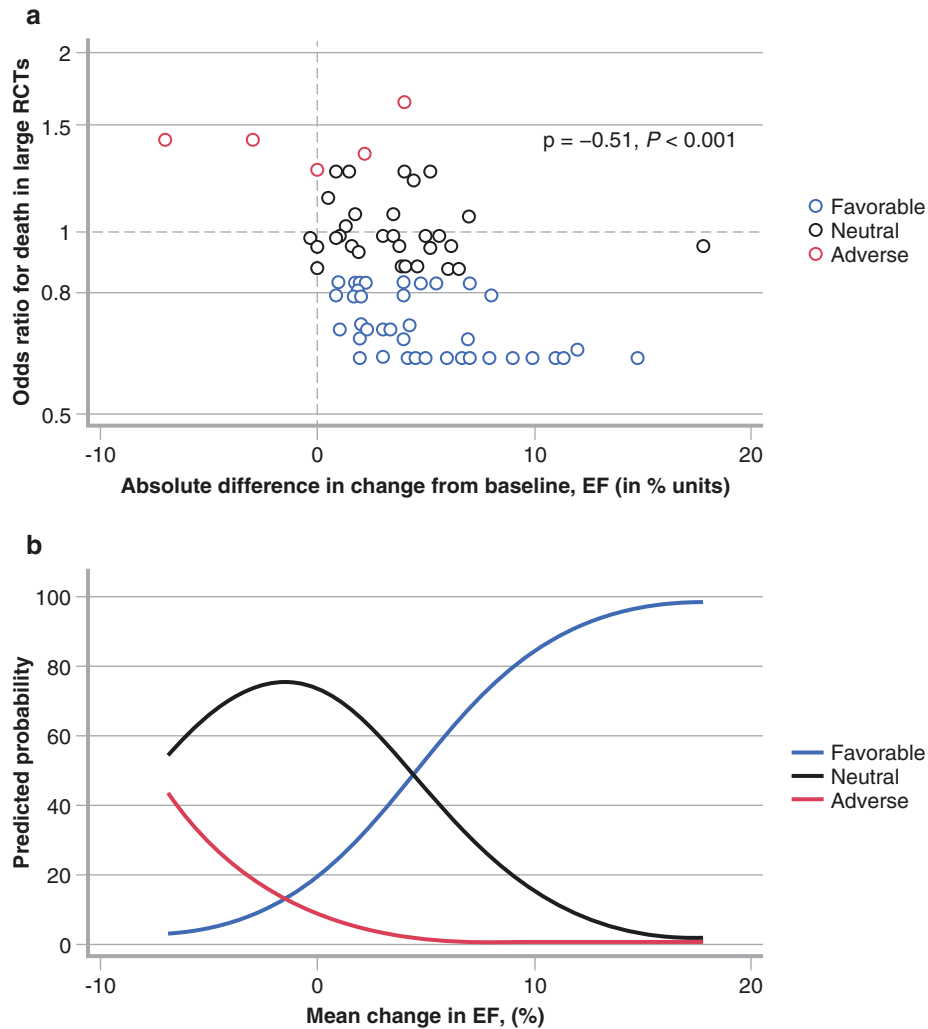 a
Odds ratio for death in large RCTs
2
1.5
1
0.8
0.5
p = −0.51, P < 0.001
Favorable
Neutral
Adverse
-10
0
10
20
Absolute difference in change from baseline, EF (in % units)
b
Predicted probability
100
80
60
40
20
0
Favorable
Neutral
Adverse
-10
0
10
20
Mean change in EF, (%)